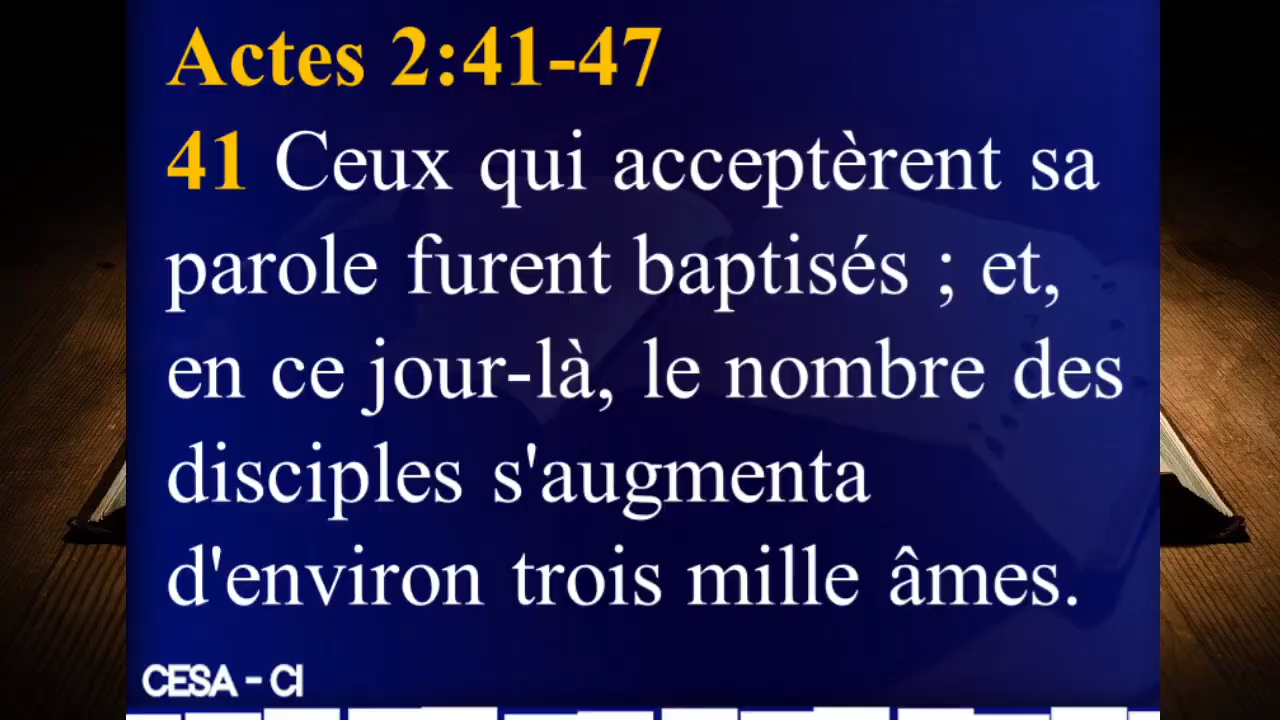 Actes 2:41-47
41 Ceux qui acceptèrent sa
parole furent baptisés ; et,
en ce jour-là, le nombre des
disciples s'augmenta
d'environ trois mille âmes.
CESA - CI